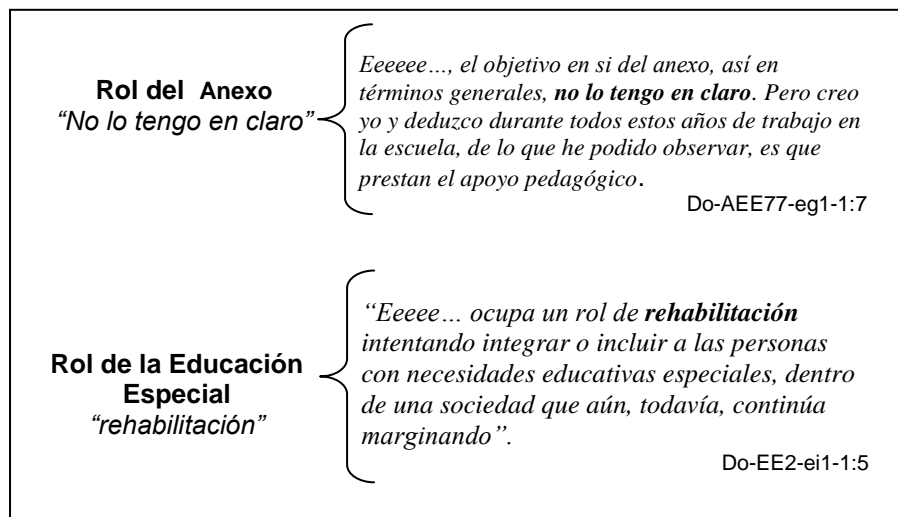 Rol del Anexo
“No lo tengo en claro”
Eeeeee…, el objetivo en si del anexo, así en
términos generales, no lo tengo en claro. Pero creo
yo y deduzco durante todos estos años de trabajo en
la escuela, de lo que he podido observar, es que
prestan el apoyo pedagógico.
Do-AEE77-eg1-1:7
Rol de la Educación
Especial
“rehabilitación”
“Eeeee… ocupa un rol de rehabilitación
intentando integrar o incluir a las personas
con necesidades educativas especiales, dentro
de una sociedad que aún, todavía, continúa
marginando”.
Do-EE2-ei1-1:5